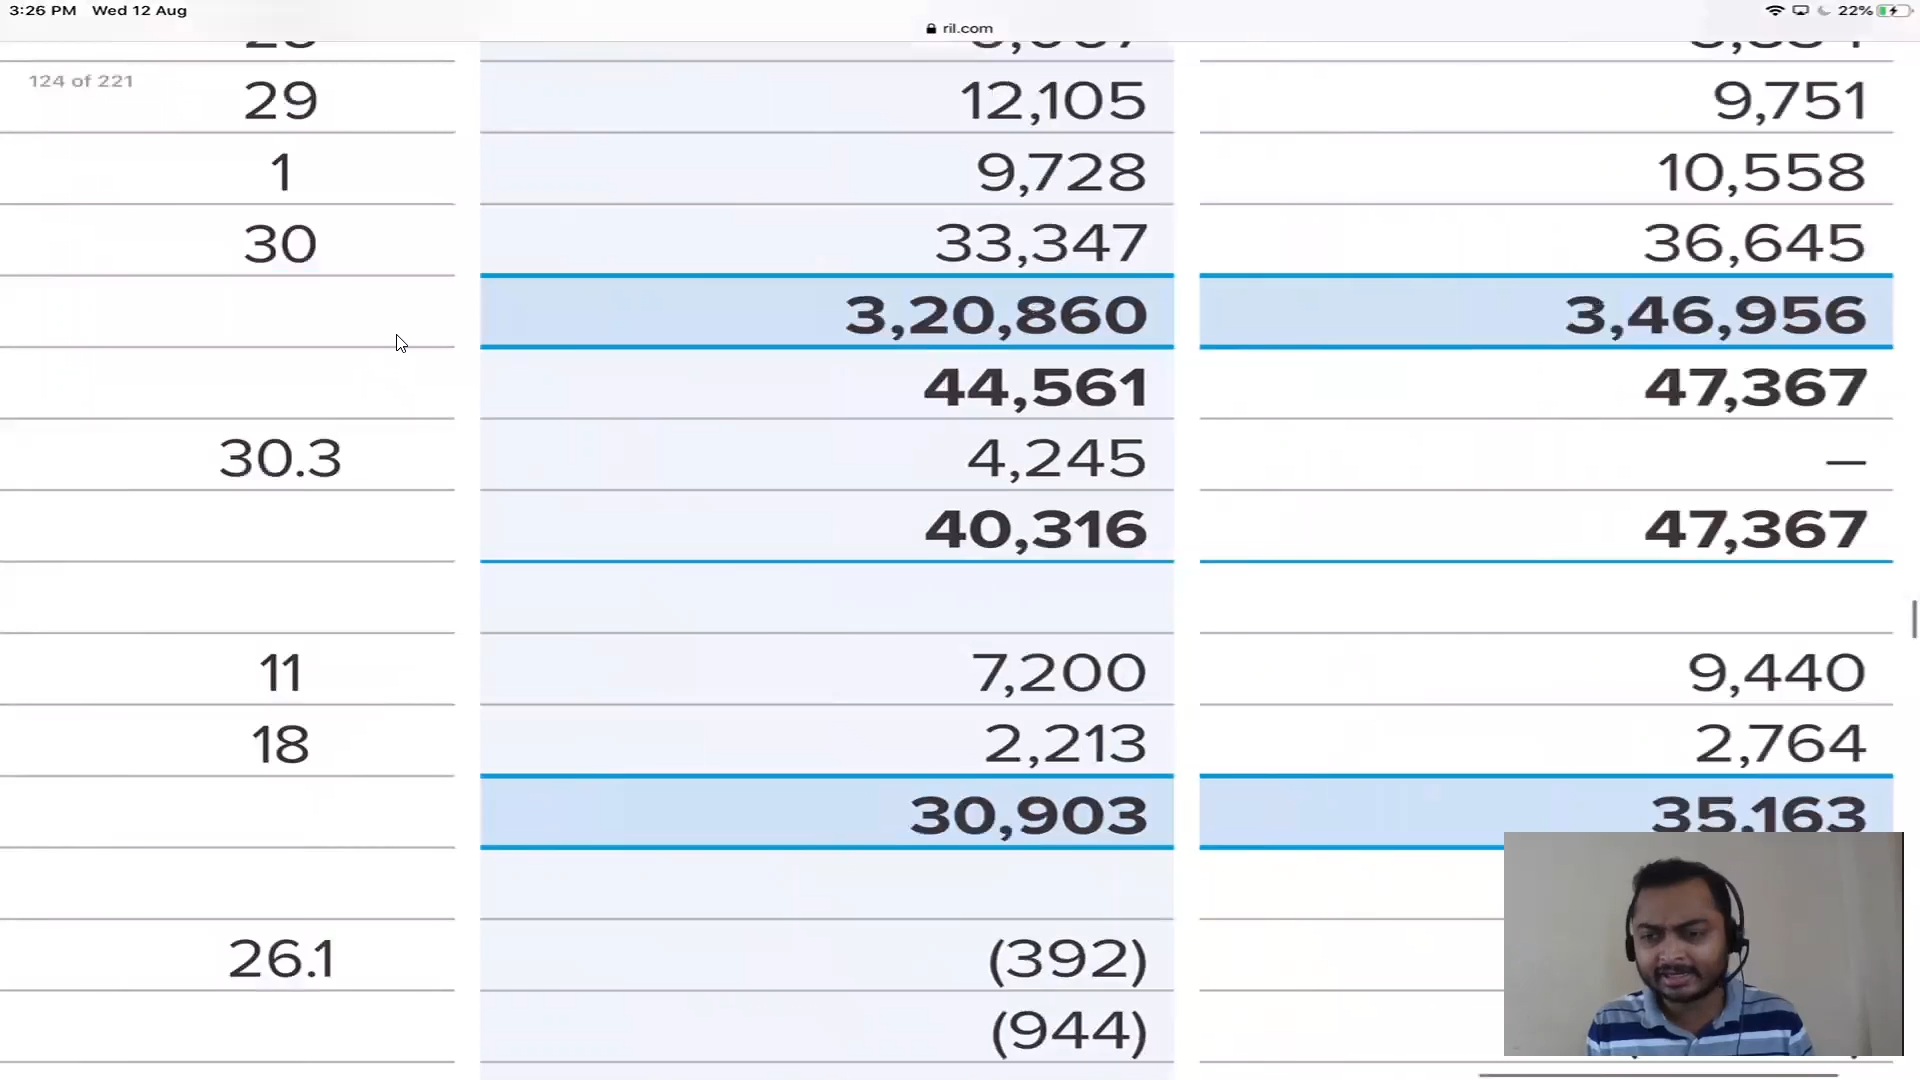 3:26 PM Wed 12 Aug 22%
ril.com
124 of 221
29 12,105 9,751
1 9,728 10,558
30 33,347 36,645
3,20,860 3,46,956
44,561 47,367
30.3 4,245 —
40,316 47,367
11 7,200 9,440
18 2,213 2,764
30,903 35,163
26.1 (392)
(944)